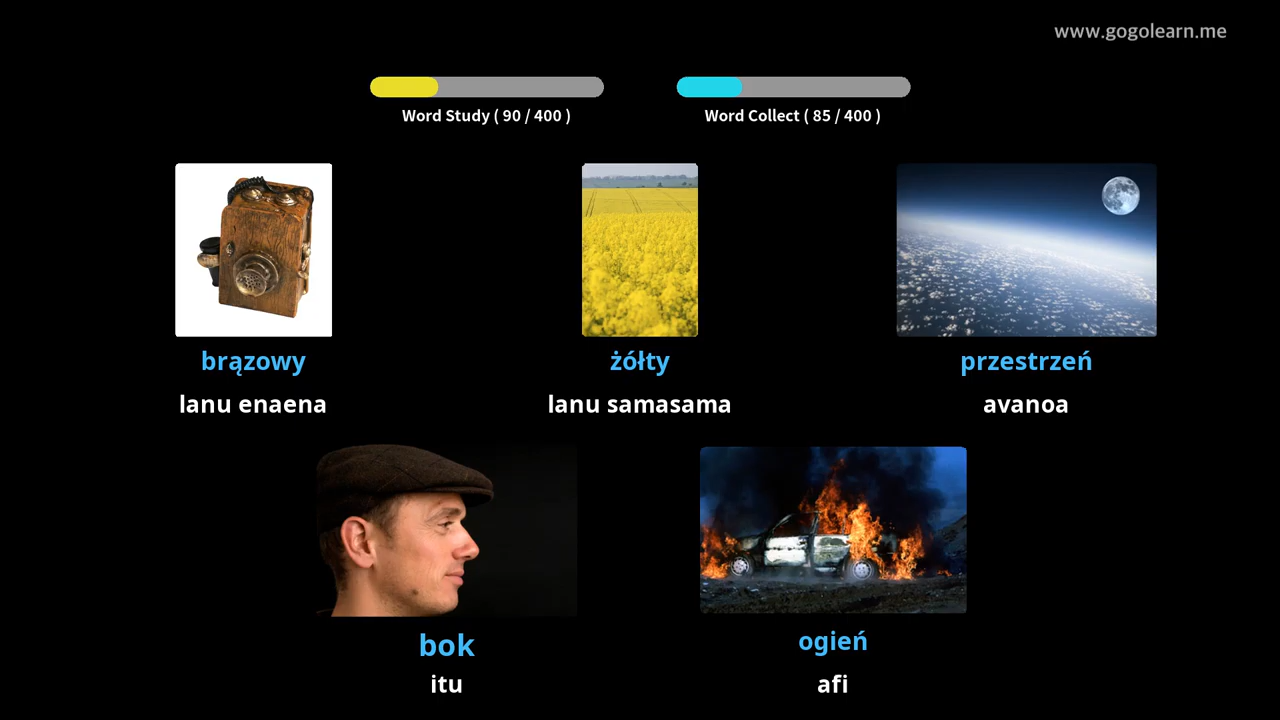 www.gogolearn.me
Word Study ( 90 / 400 )
Word Collect ( 85 / 400 )
brązowy
lanu enaena
żółty
lanu samasama
przestrzeń
avanoa
bok
itu
ogień
afi